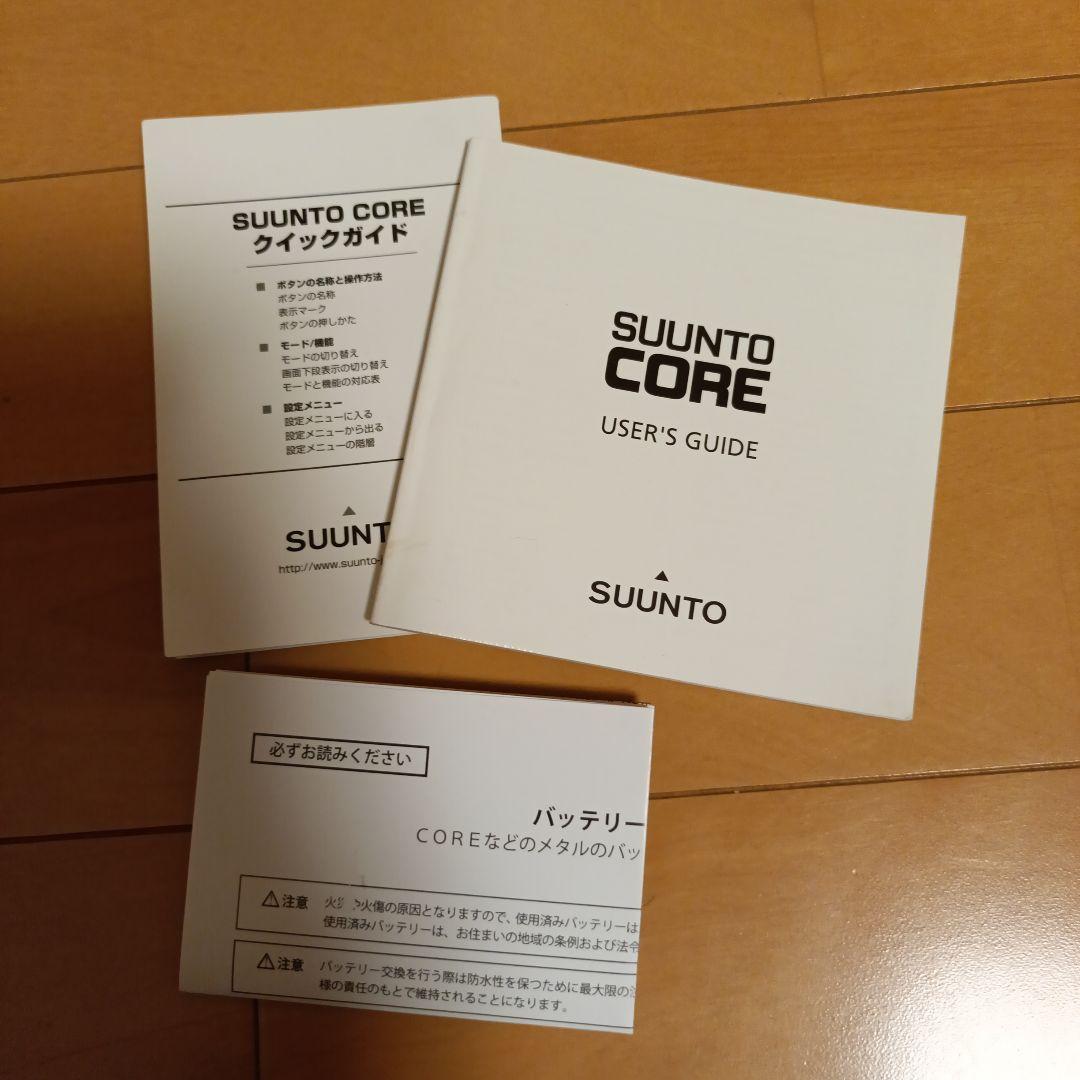 SUUNTO CORE
クイックガイド
■ ボタンの名称と操作方法
ボタンの名称
表示マーク
ボタンの押しかた
■ モード/機能
モードの切り替え
画面下段表示の切り替え
モードと機能の対応表
■ 設定メニュー
設定メニューに入る
設定メニューから出る
設定メニューの階層
SUUNT
http://www.suunto-
SUUNTO
CORE
USER'S GUIDE
SUUNTO
必ずお読みください
バッテリー
COREなどのメタルのバッ
⚠注意 火傷の原因となりますので、使用済みバッテリーは
使用済みバッテリーは、お住まいの地域の条例および法令
⚠注意 バッテリー交換を行う際は防水性を保つために最大限の
様の責任のもとで維持されることになります。